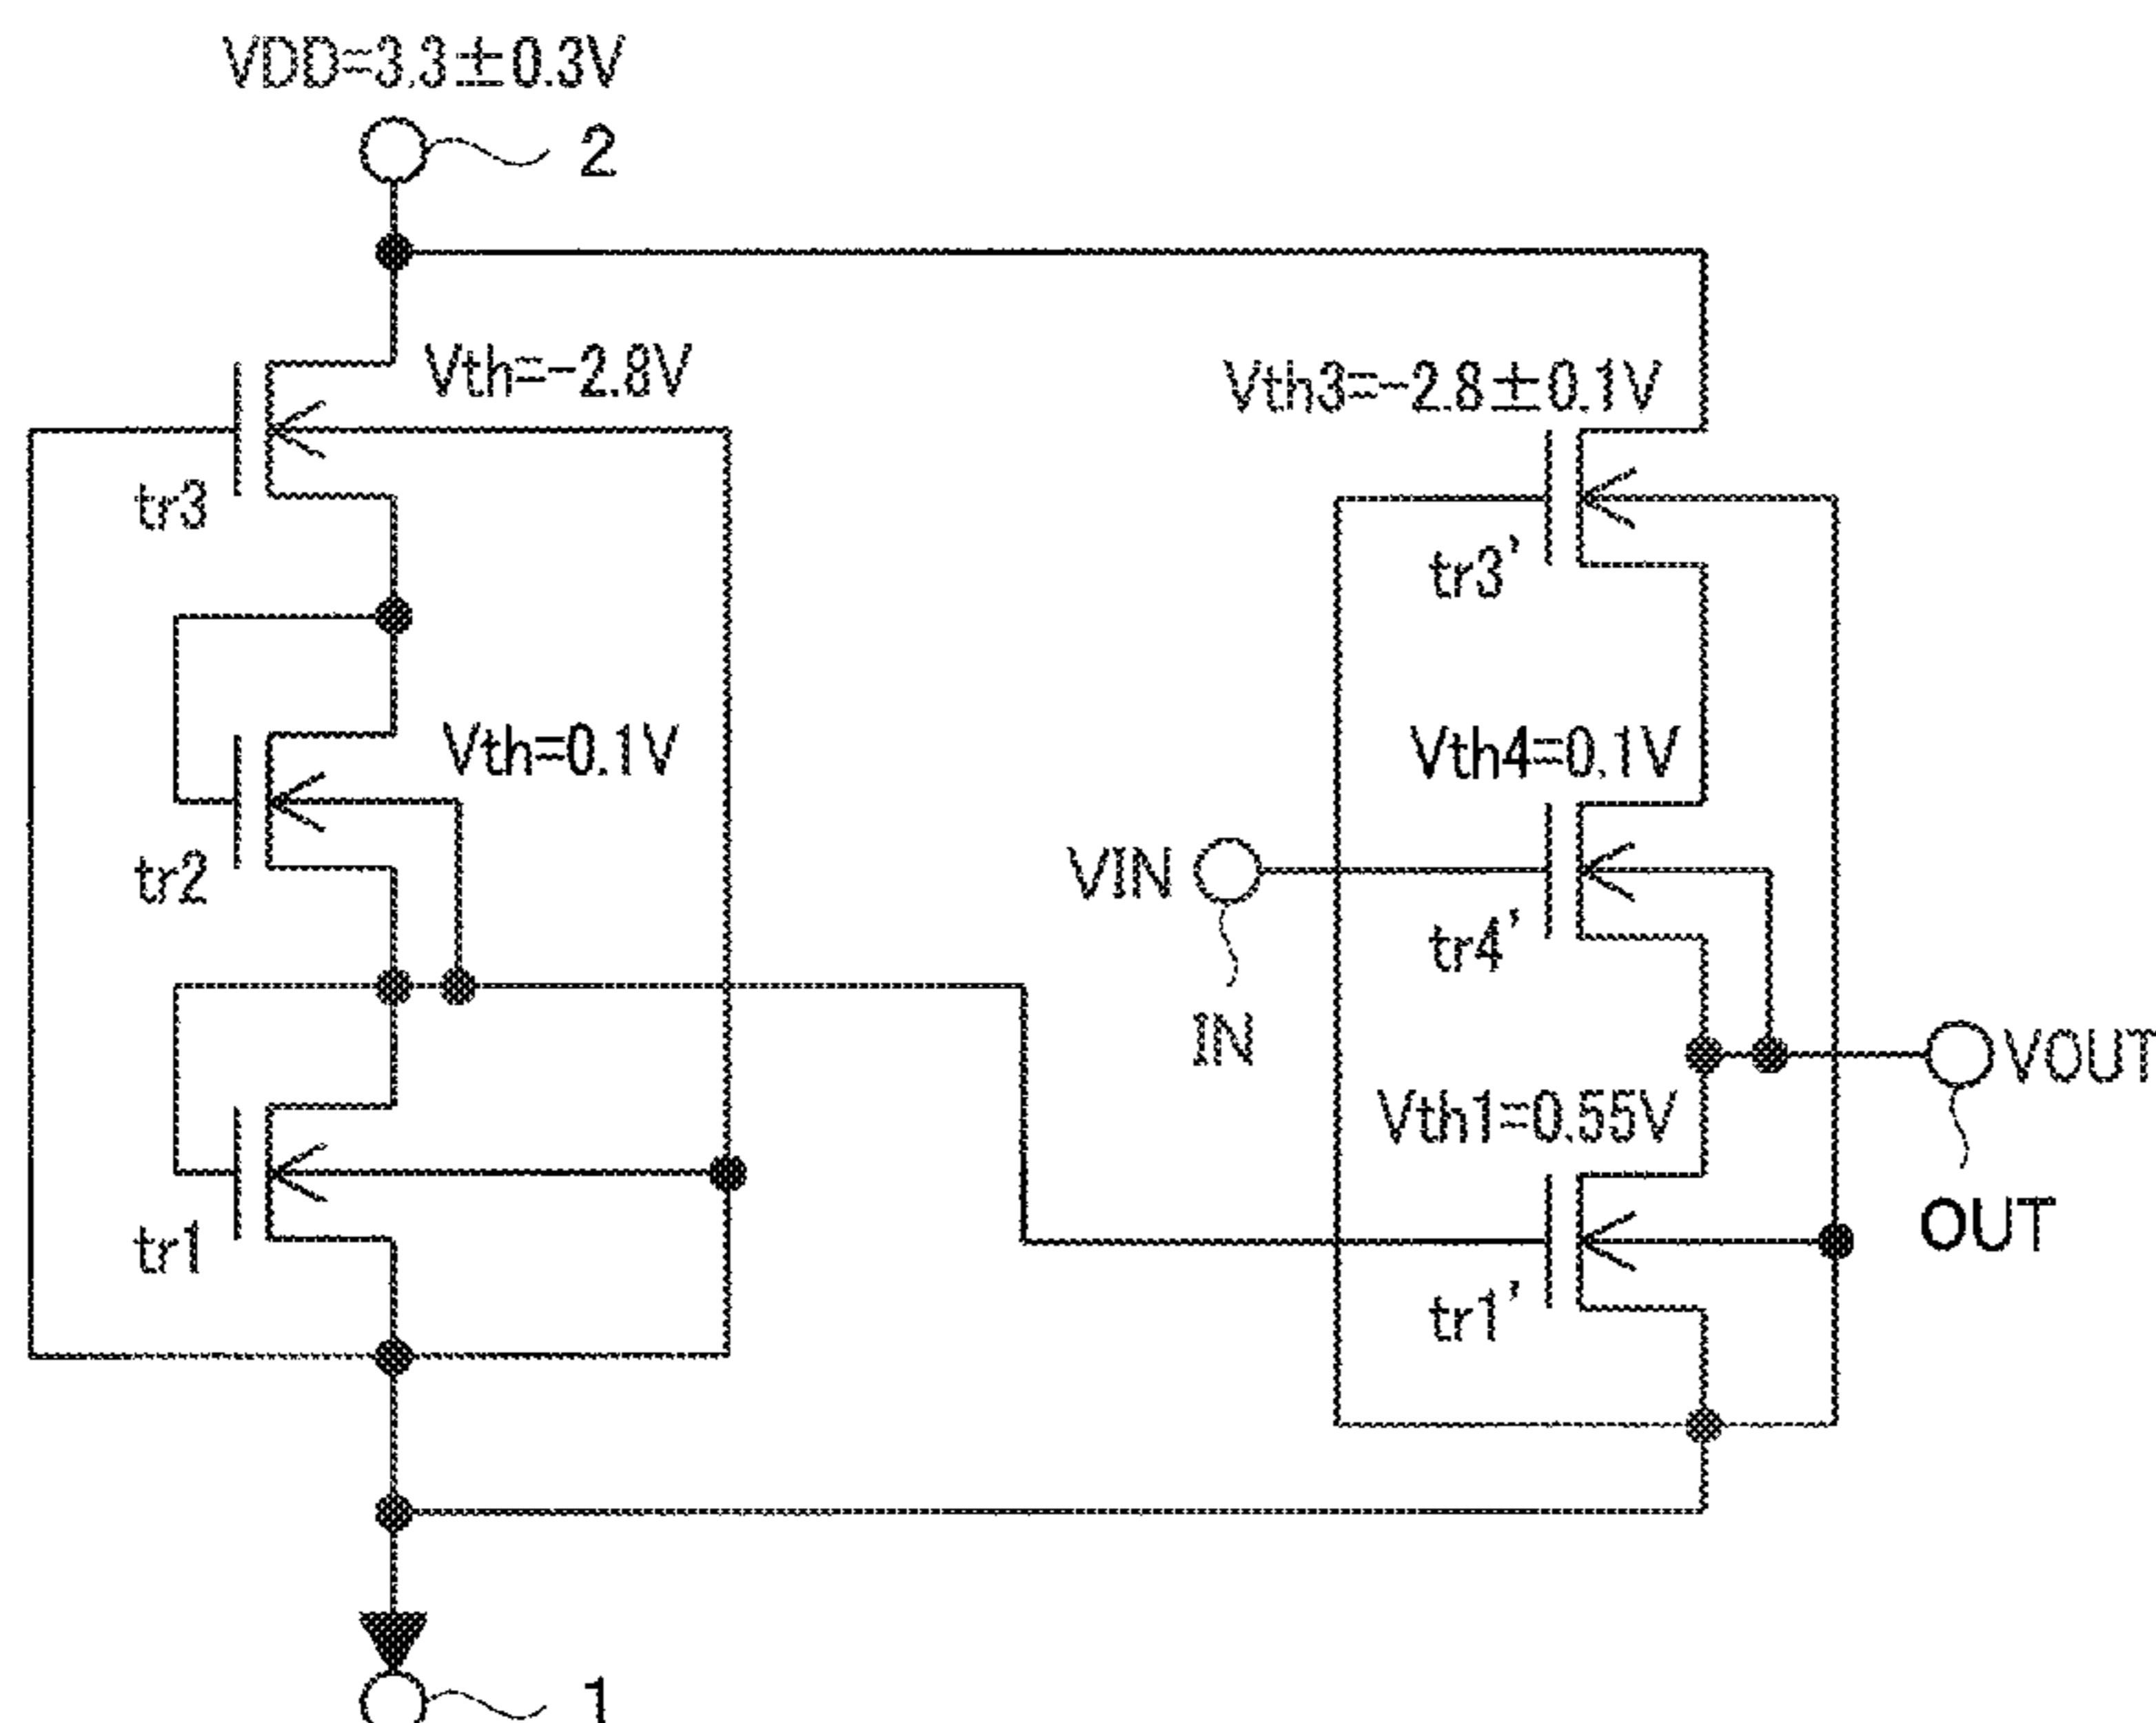 VDD=3.3±0.3V
2
Vth=-2.8V
Vth3=-2.8±0.1V
tr3
tr3'
Vth=0.1V
Vth4=0.1V
tr2
VIN
tr4'
IN
VOUT
Vth1=0.55V
tr1
OUT
tr1'
1